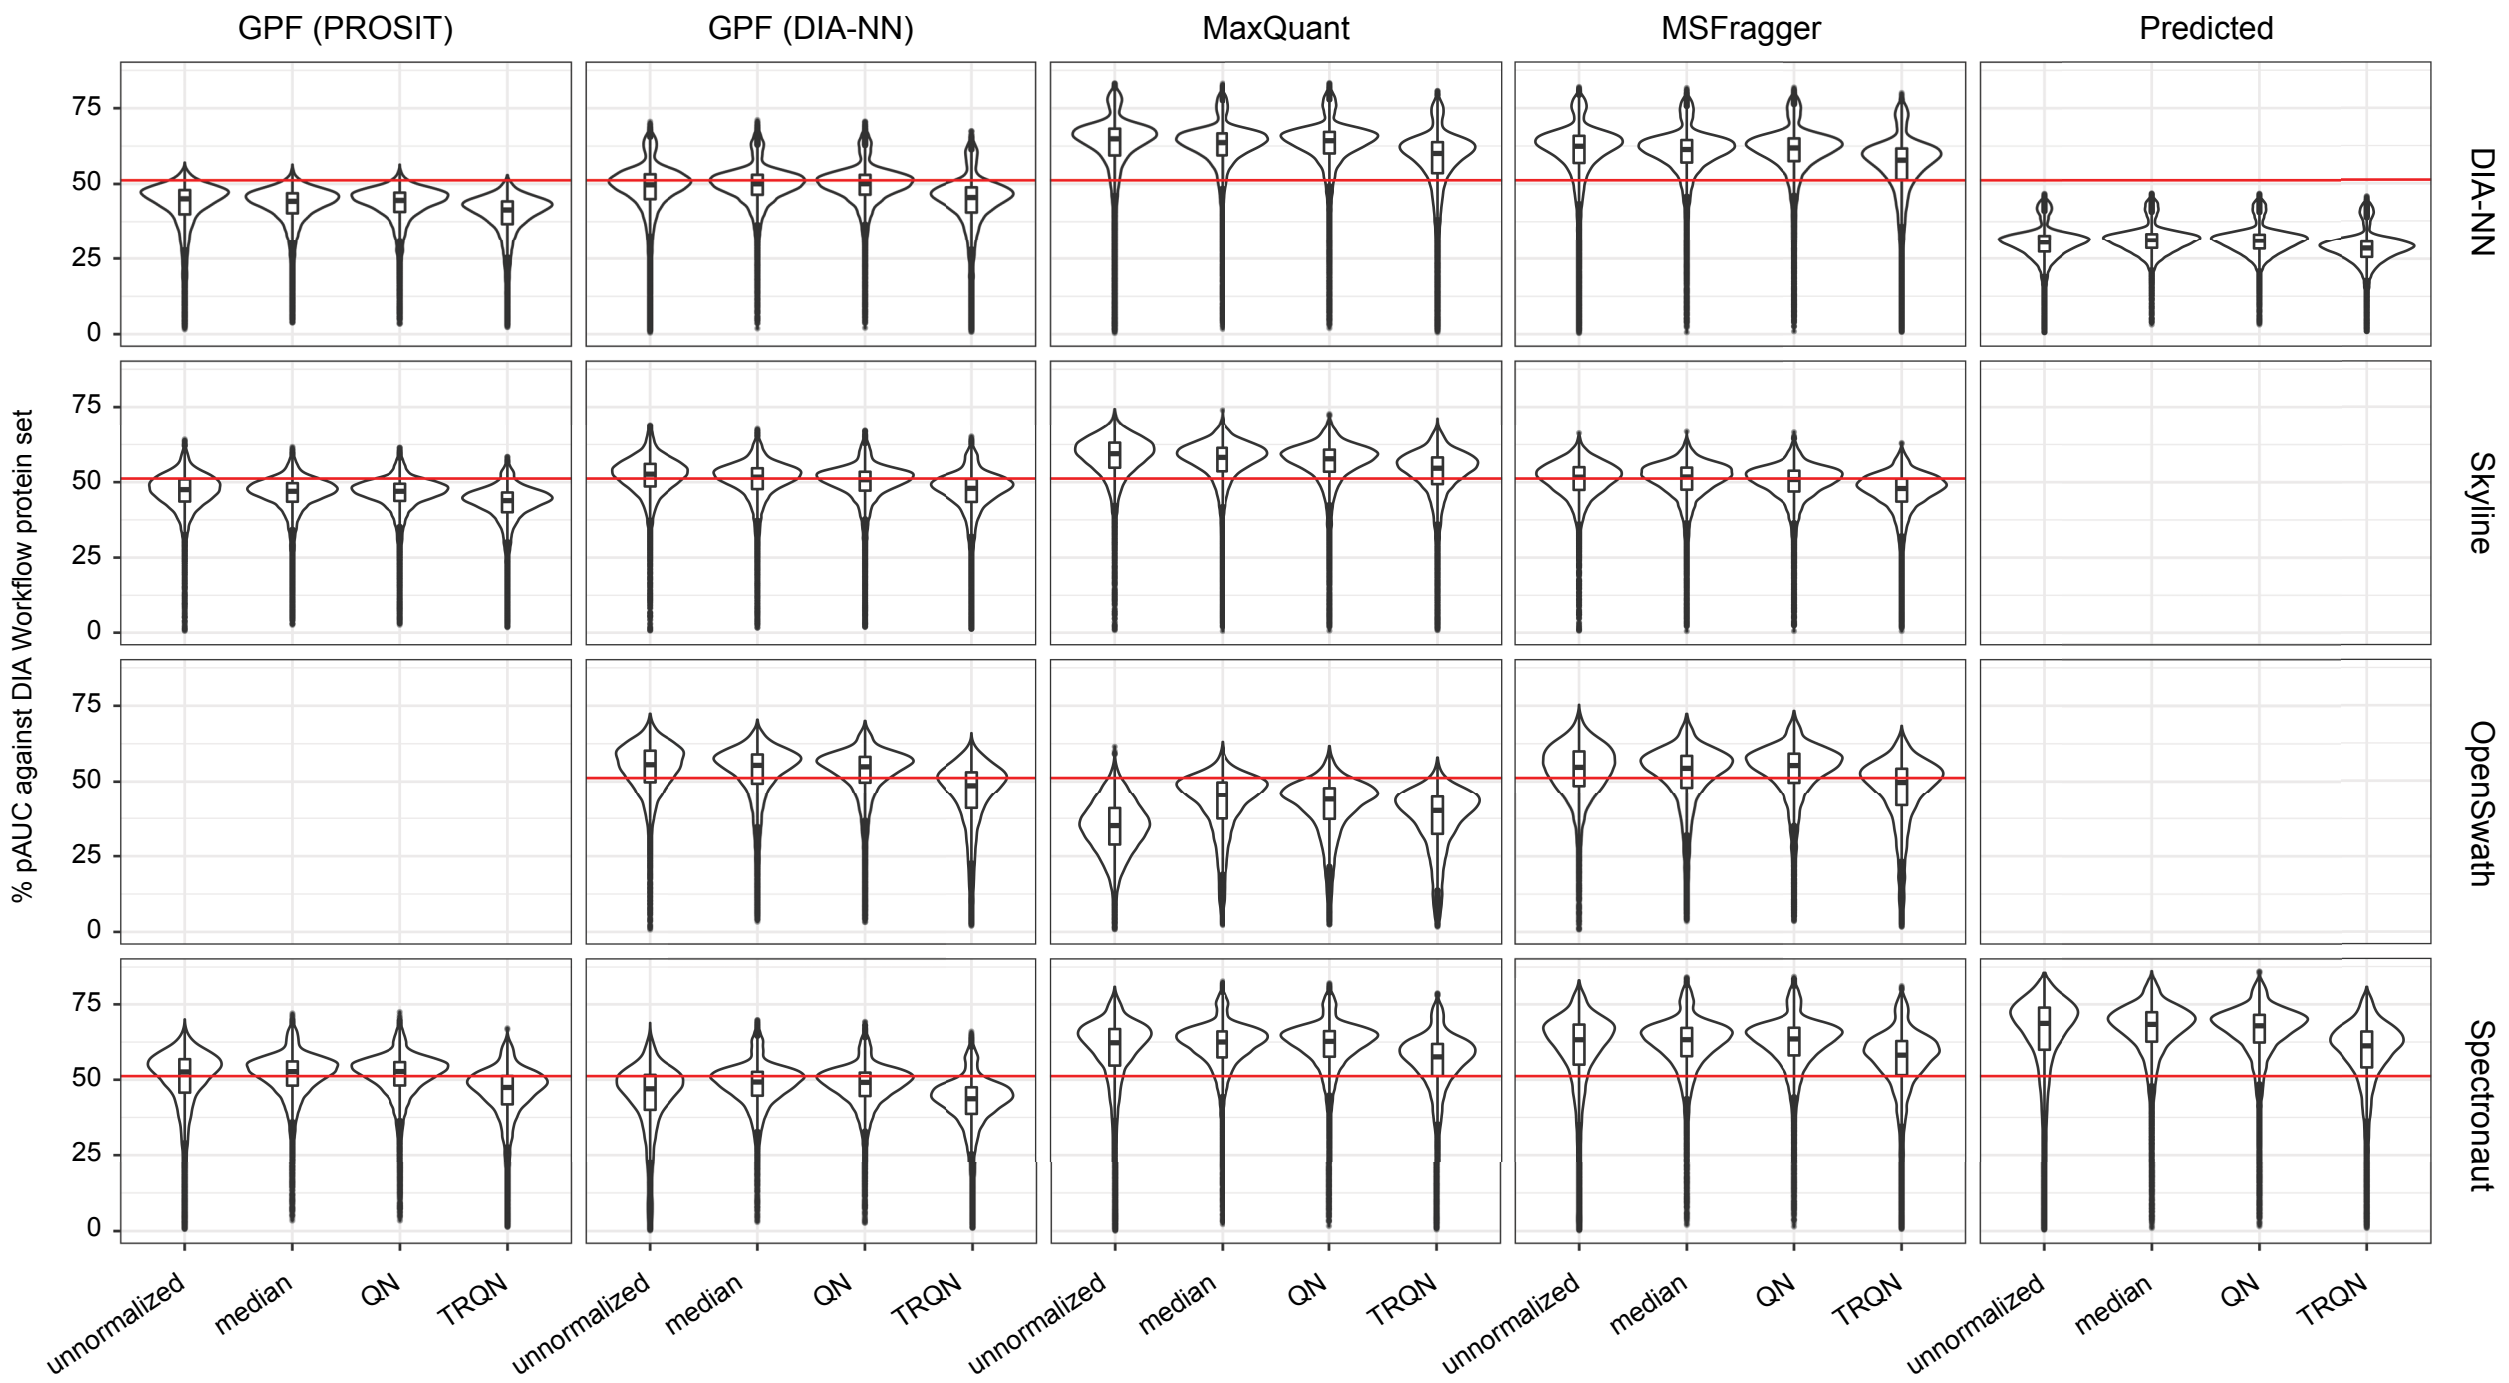 GPF (PROSIT) GPF (DIA-NN) MaxQuant MSFragger Predicted
% pAUC against DIA Workflow protein set
75
50
25
0
DIA-NN
75
50
25
0
Skyline
75
50
25
0
OpenSwath
75
50
25
0
Spectronaut
unnormalized median QN TRQN unnormalized median QN TRQN unnormalized median QN TRQN unnormalized median QN TRQN unnormalized median QN TRQN